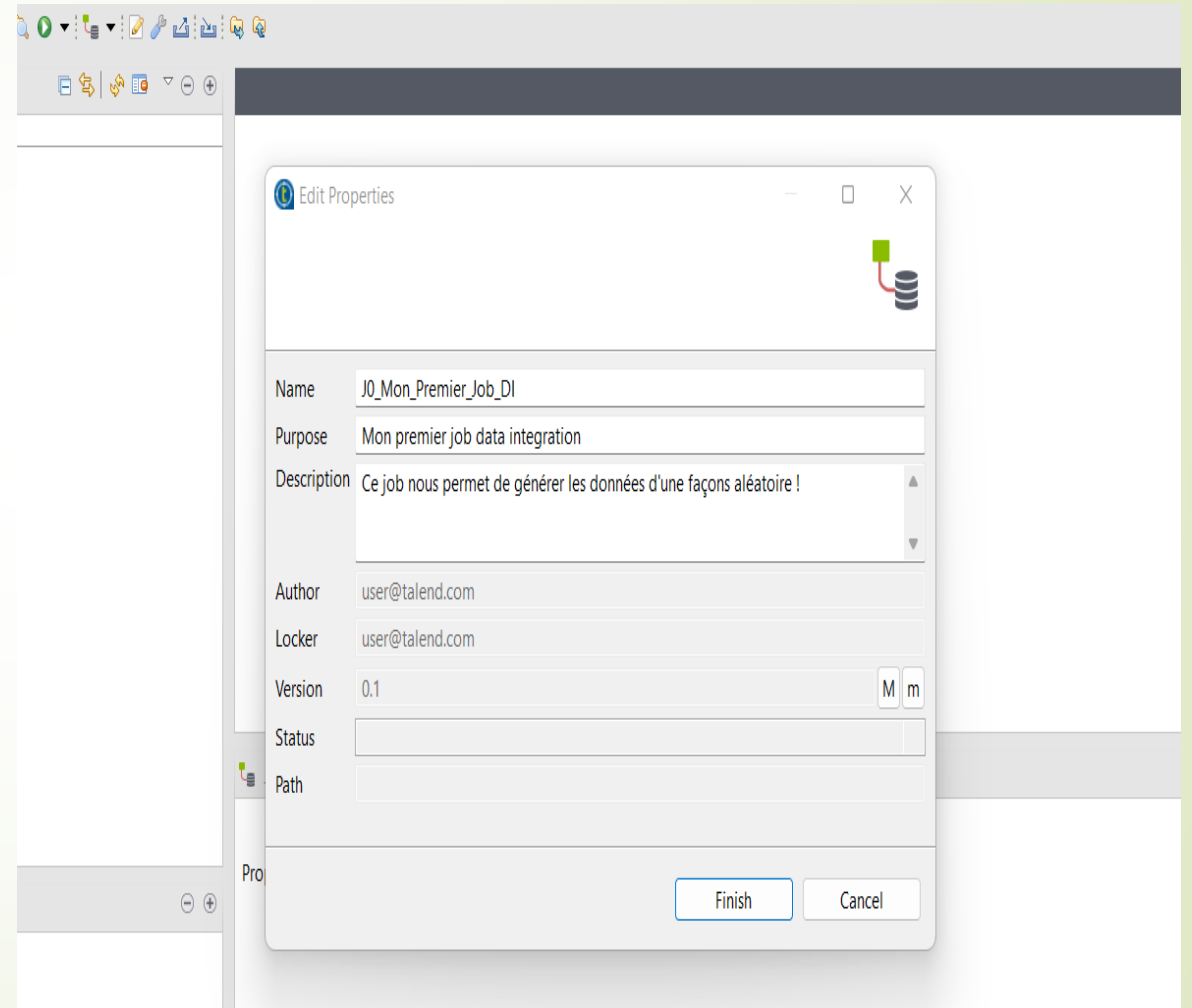 Edit Properties
Name J0_Mon_Premier_Job_DI
Purpose Mon premier job data integration
Description Ce job nous permet de générer les données d'une façons aléatoire !
Author user@talend.com
Locker user@talend.com
Version 0.1 M m
Status
Path
Finish Cancel